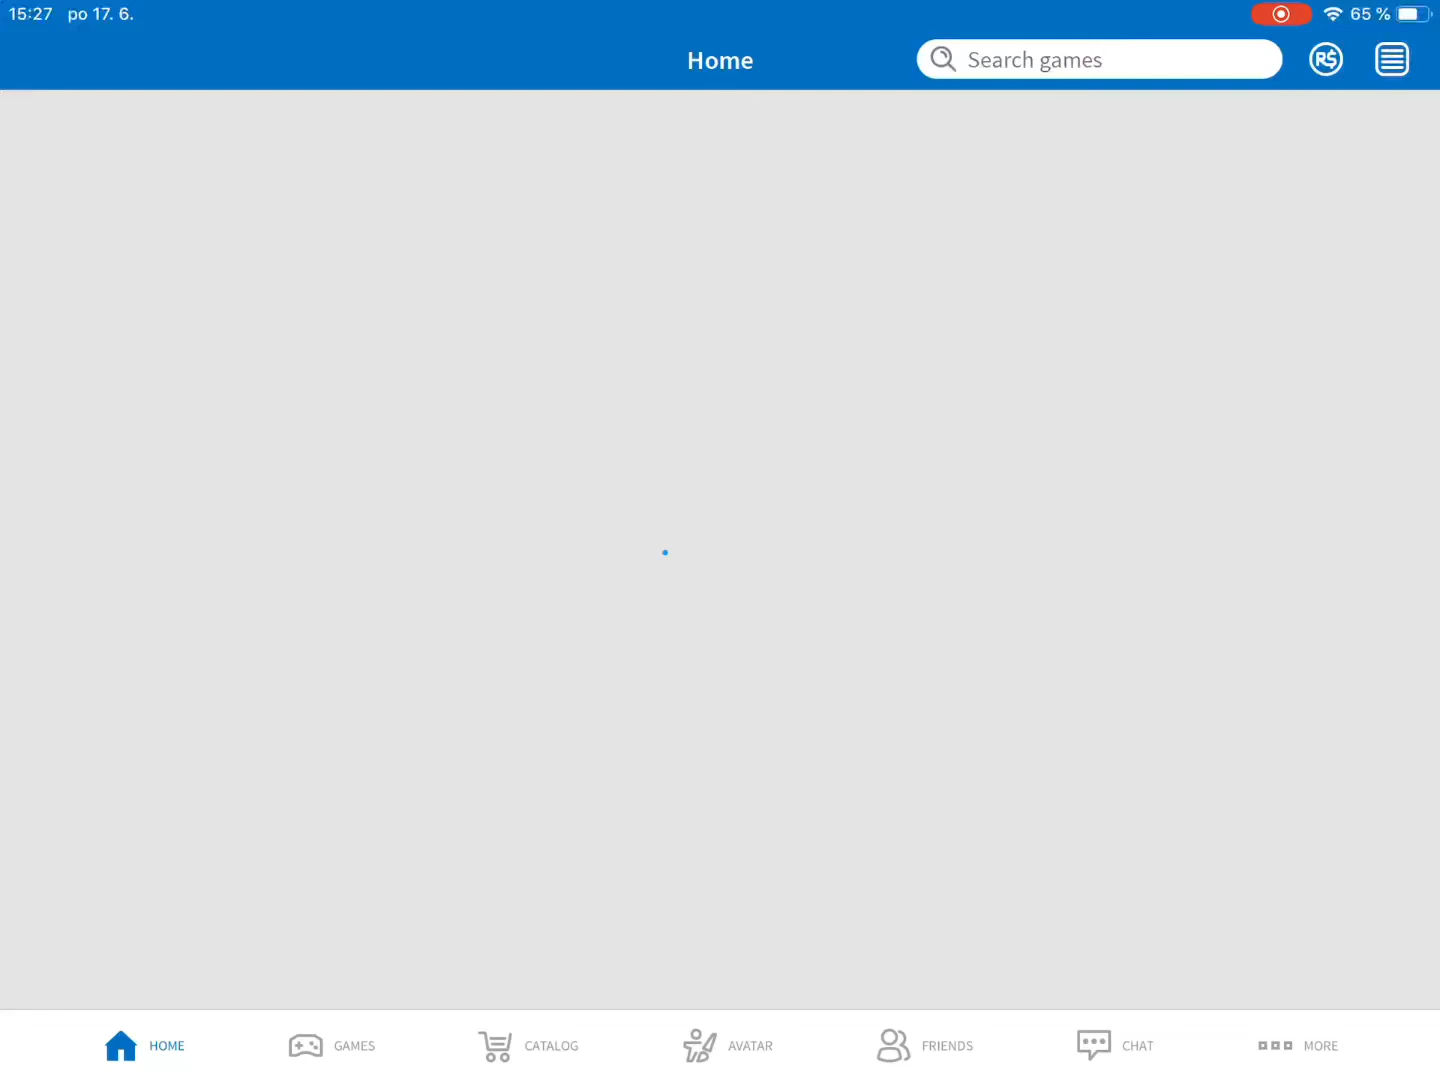 15:27 po 17. 6. 65 %
Home
Search games
R$
HOME GAMES CATALOG AVATAR FRIENDS CHAT MORE